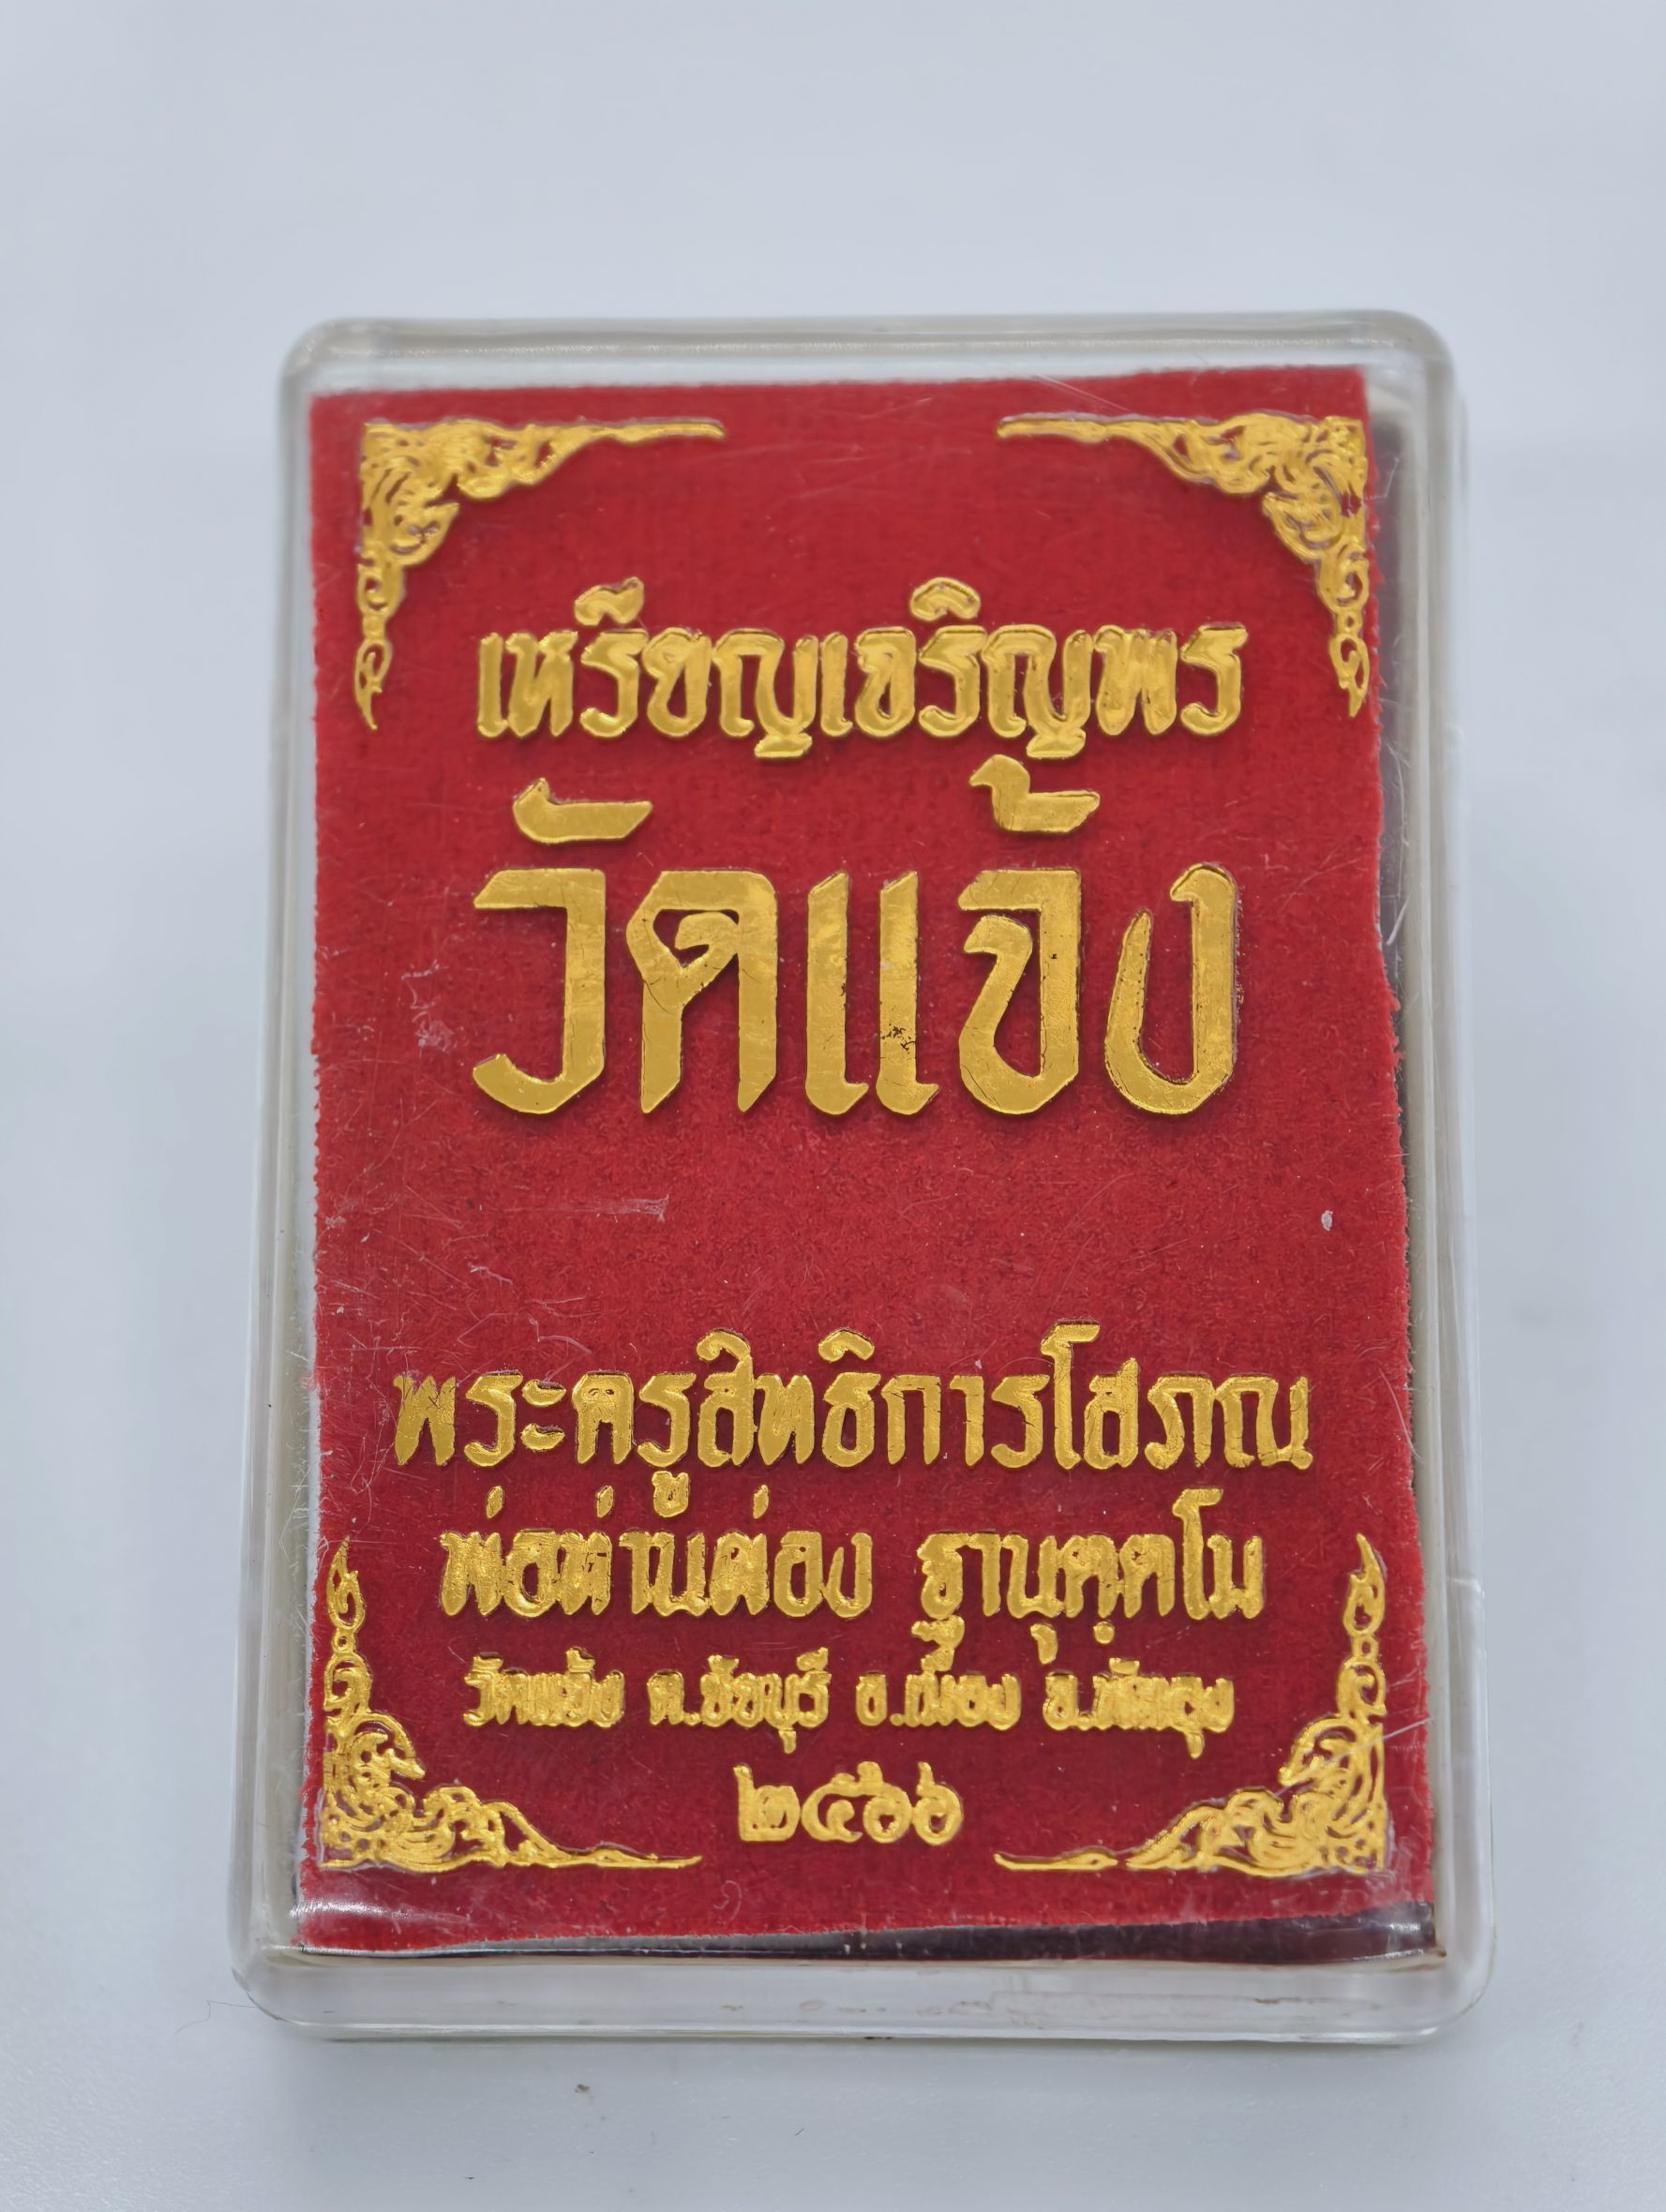 เหรียญเจริญพร
วัดแจ้ง
พระครูสิทธิการโสภณ
พ่อท่านผ่อง ฐานุตฺตโม
วัดแจ้ง ต.ชัยบุรี อ.เมือง จ.พัทลุง
๒๕๖๖